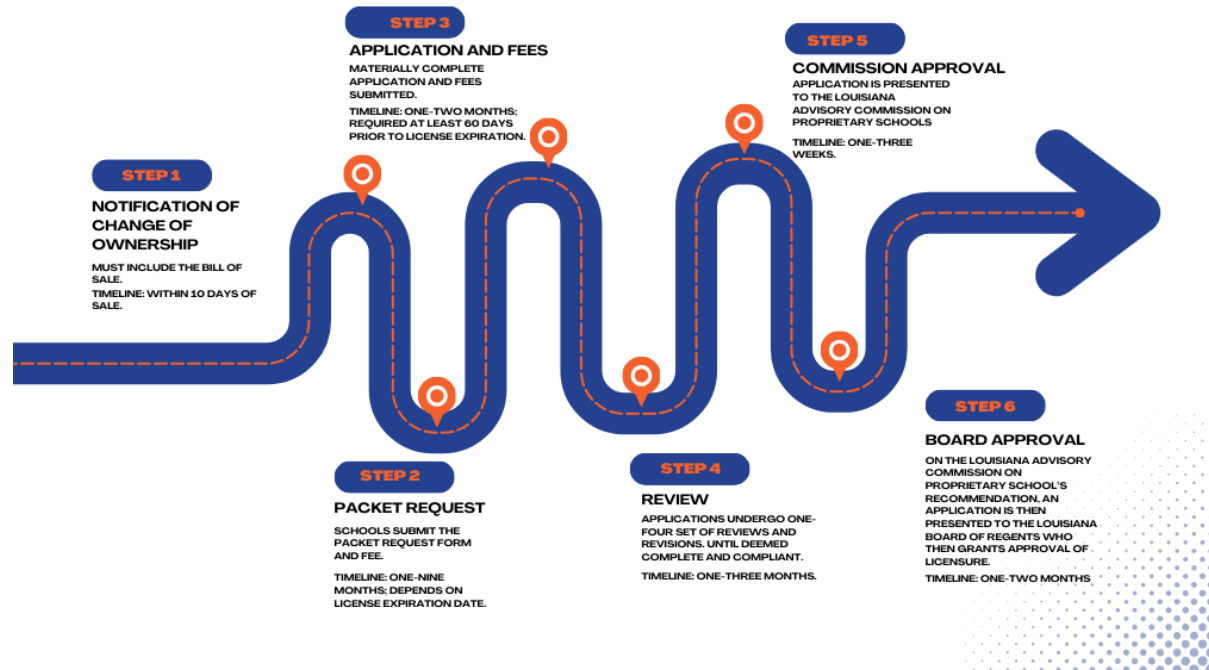 STEP 1
NOTIFICATION OF
CHANGE OF
OWNERSHIP
MUST INCLUDE THE BILL OF
SALE.
TIMELINE: WITHIN 10 DAYS OF
SALE.
STEP 2
PACKET REQUEST
SCHOOLS SUBMIT THE
PACKET REQUEST FORM
AND FEE.
TIMELINE: ONE-NINE
MONTHS; DEPENDS ON
LICENSE EXPIRATION DATE.
STEP 3
APPLICATION AND FEES
MATERIALLY COMPLETE
APPLICATION AND FEES
SUBMITTED.
TIMELINE: ONE-TWO MONTHS;
REQUIRED AT LEAST 60 DAYS
PRIOR TO LICENSE EXPIRATION.
STEP 4
REVIEW
APPLICATIONS UNDERGO ONE-
FOUR SET OF REVIEWS AND
REVISIONS. UNTIL DEEMED
COMPLETE AND COMPLIANT.
TIMELINE: ONE-THREE MONTHS.
STEP 5
COMMISSION APPROVAL
APPLICATION IS PRESENTED
TO THE LOUISIANA
ADVISORY COMMISSION ON
PROPRIETARY SCHOOLS
TIMELINE: ONE-THREE
WEEKS.
STEP 6
BOARD APPROVAL
ON THE LOUISIANA ADVISORY
COMMISSION ON
PROPRIETARY SCHOOL'S
RECOMMENDATION, AN
APPLICATION IS THEN
PRESENTED TO THE LOUISIANA
BOARD OF REGENTS WHO
THEN GRANTS APPROVAL OF
LICENSURE.
TIMELINE: ONE-TWO MONTHS